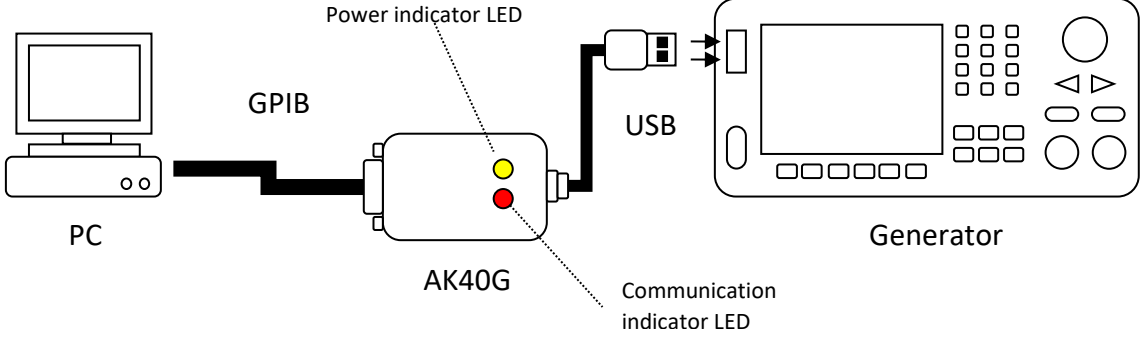 Power indicator LED
GPIB
USB
PC
Generator
AK40G
Communication
indicator LED